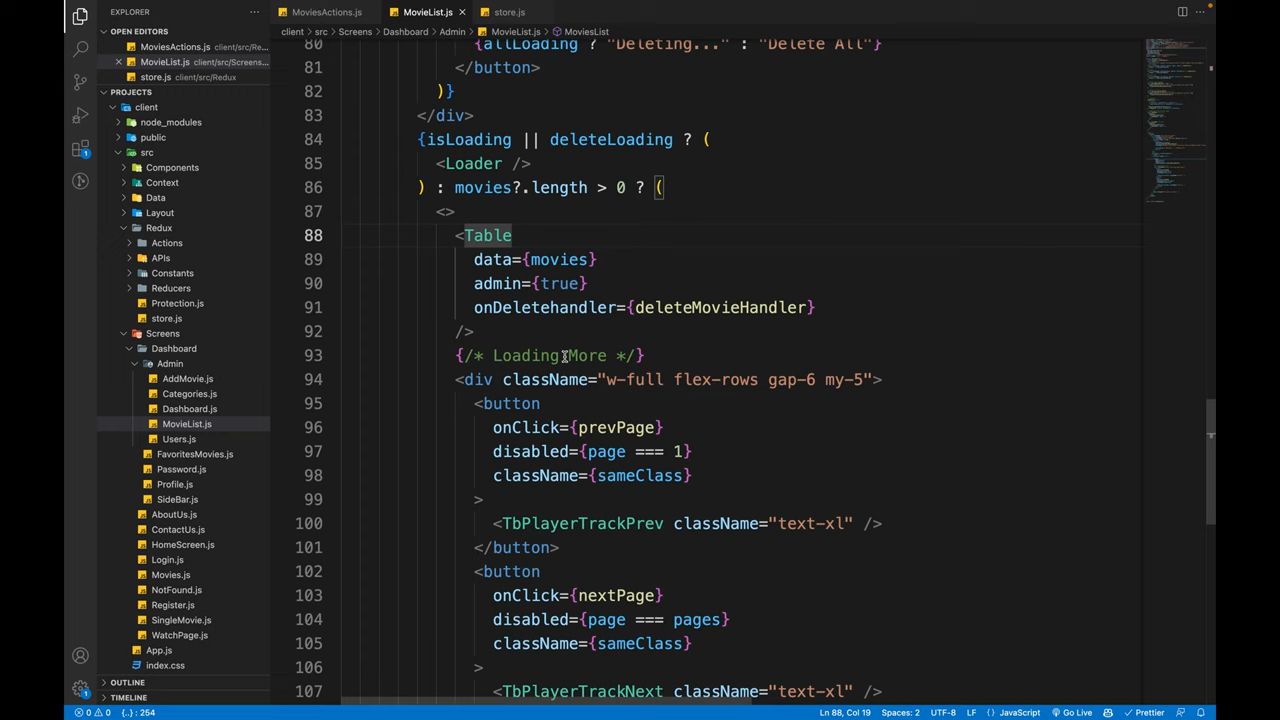 EXPLORER
MoviesActions.js
MovieList.js
store.js
OPEN EDITORS
MoviesActions.js client/src/Re...
MovieList.js client/src/Screens...
store.js client/src/Redux
PROJECTS
client
node_modules
public
src
Components
Context
Data
Layout
Redux
Actions
APIs
Constants
Reducers
Protection.js
store.js
Screens
Dashboard
Admin
AddMovie.js
Categories.js
Dashboard.js
MovieList.js
Users.js
FavoritesMovies.js
Password.js
Profile.js
SideBar.js
AboutUs.js
ContactUs.js
HomeScreen.js
Login.js
Movies.js
NotFound.js
Register.js
SingleMovie.js
WatchPage.js
App.js
index.css
OUTLINE
TIMELINE
client > src > Screens > Dashboard > Admin > MovieList.js > MoviesList
80 {allLoading ? "Deleting..." : "Delete All"}
81 </button>
82 )}
83 </div>
84 {isLoading || deleteLoading ? (
85 <Loader />
86 ) : movies?.length > 0 ? (
87 <>
88 <Table
89 data={movies}
90 admin={true}
91 onDeletehandler={deleteMovieHandler}
92 />
93 {/* Loading More */}
94 <div className="w-full flex-rows gap-6 my-5">
95 <button
96 onClick={prevPage}
97 disabled={page === 1}
98 className={sameClass}
99 >
100 <TbPlayerTrackPrev className="text-xl" />
101 </button>
102 <button
103 onClick={nextPage}
104 disabled={page === pages}
105 className={sameClass}
106 >
107 <TbPlayerTrackNext className="text-xl" />
0 0 {..}: 254 Ln 88, Col 19 Spaces: 2 UTF-8 LF {} JavaScript Go Live Prettier